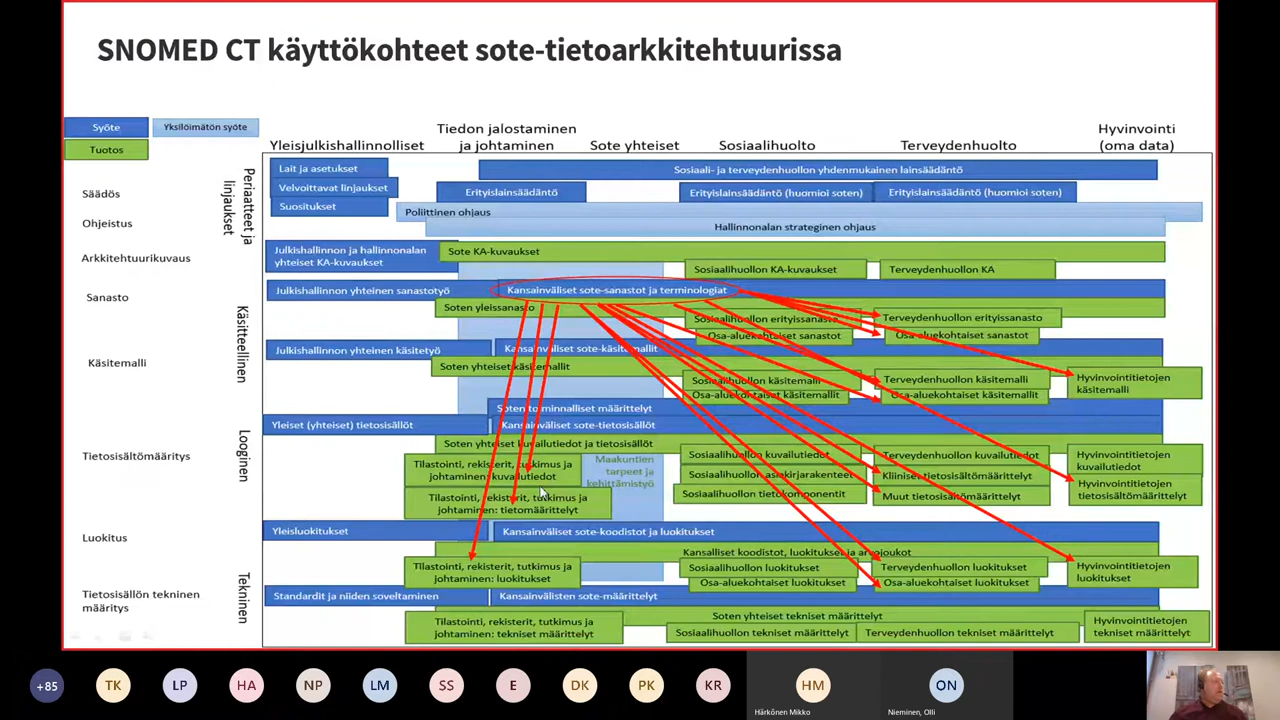 SNOMED CT käyttökohteet sote-tietoarkkitehtuurissa
Syöte
Yksilöimätön syöte
Tuotos
Yleisjulkishallinnolliset
Tiedon jalostaminen
ja johtaminen
Sote yhteiset
Sosiaalihuolto
Terveydenhuolto
Hyvinvointi
(oma data)
Periaatteet ja
linjaukset
Säädös
Lait ja asetukset
Sosiaali- ja terveydenhuollon yhdenmukainen lainsäädäntö
Velvoittavat linjaukset
Erityislainsäädäntö
Erityislainsäädäntö (huomioi soten)
Erityislainsäädäntö (huomioi soten)
Suositukset
Poliittinen ohjaus
Ohjeistus
Hallinnonalan strateginen ohjaus
Arkkitehtuurikuvaus
Julkishallinnon ja hallinnonalan
yhteiset KA-kuvaukset
Sote KA-kuvaukset
Sosiaalihuollon KA-kuvaukset
Terveydenhuollon KA
Käsitteellinen
Sanasto
Julkishallinnon yhteinen sanastotyö
Kansainväliset sote-sanastot ja terminologiat
Soten yleissanasto
Sosiaalihuollon erityissanasto
Terveydenhuollon erityissanasto
Osa-aluekohtaiset sanastot
Osa-aluekohtaiset sanastot
Käsitemalli
Julkishallinnon yhteinen käsitetyö
Kansainväliset sote-käsitemallit
Soten yhteiset käsitemallit
Sosiaalihuollon käsitemalli
Terveydenhuollon käsitemalli
Hyvinvointitietojen
käsitemalli
Osa-aluekohtaiset käsitemallit
Osa-aluekohtaiset käsitemallit
Looginen
Soten toiminnalliset määrittelyt
Yleiset (yhteiset) tietosisällöt
Kansainväliset sote-tietosisällöt
Tietosisältömääritys
Soten yhteiset kuvailutiedot ja tietosisällöt
Tilastointi, rekisterit, tutkimus ja
johtaminen: kuvailutiedot
Maakuntien
tarpeet ja
kehittämistyö
Sosiaalihuollon kuvailutiedot
Terveydenhuollon kuvailutiedot
Hyvinvointitietojen
kuvailutiedot
Sosiaalihuollon asiakirjarakenteet
Kliiniset tietosisältömäärittelyt
Hyvinvointitietojen
tietosisältömäärittelyt
Tilastointi, rekisterit, tutkimus ja
johtaminen: tietomäärittelyt
Sosiaalihuollon tietokomponentit
Muut tietosisältömäärittelyt
Luokitus
Yleisluokitukset
Kansainväliset sote-koodistot ja luokitukset
Kansalliset koodistot, luokitukset ja arvojoukot
Tilastointi, rekisterit, tutkimus ja
johtaminen: luokitukset
Sosiaalihuollon luokitukset
Terveydenhuollon luokitukset
Hyvinvointitietojen
luokitukset
Osa-aluekohtaiset luokitukset
Osa-aluekohtaiset luokitukset
Tekninen
Tietosisällön tekninen
määritys
Standardit ja niiden soveltaminen
Kansainvälisten sote-määrittelyt
Soten yhteiset tekniset määrittelyt
Tilastointi, rekisterit, tutkimus ja
johtaminen: tekniset määrittelyt
Sosiaalihuollon tekniset määrittelyt
Terveydenhuollon tekniset määrittelyt
Hyvinvointitietojen
tekniset määrittelyt
+85
TK
LP
HA
NP
LM
SS
E
DK
PK
KR
HM
ON
Härkönen Mikko
Nieminen, Olli